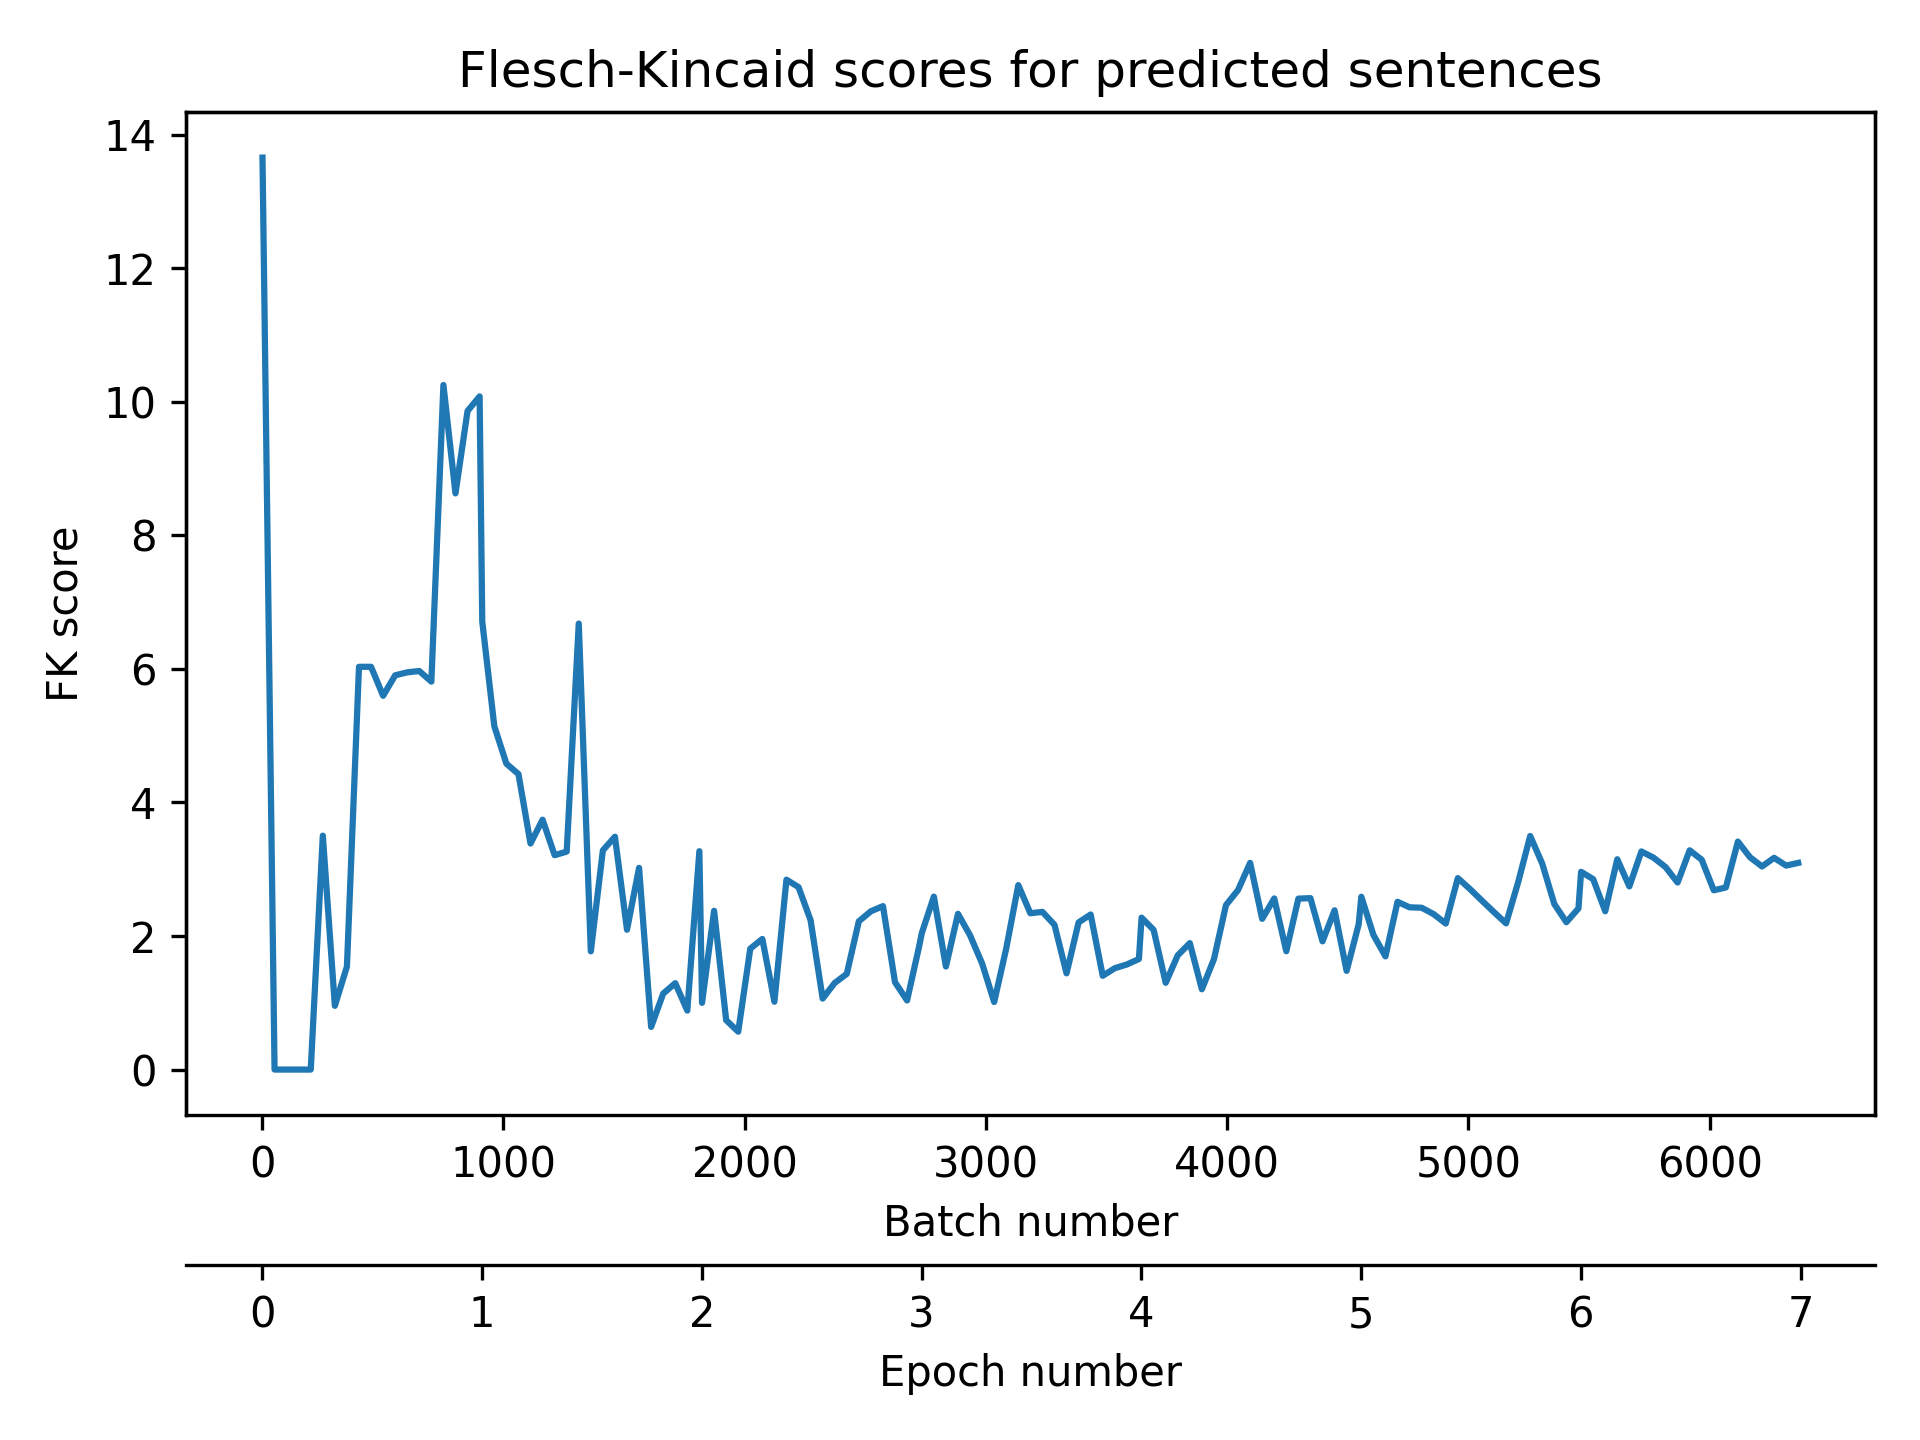 Flesch-Kincaid scores for predicted sentences
14
12
10
8
6
4
2
0
FK score
0 1000 2000 3000 4000 5000 6000
Batch number
0 1 2 3 4 5 6 7
Epoch number